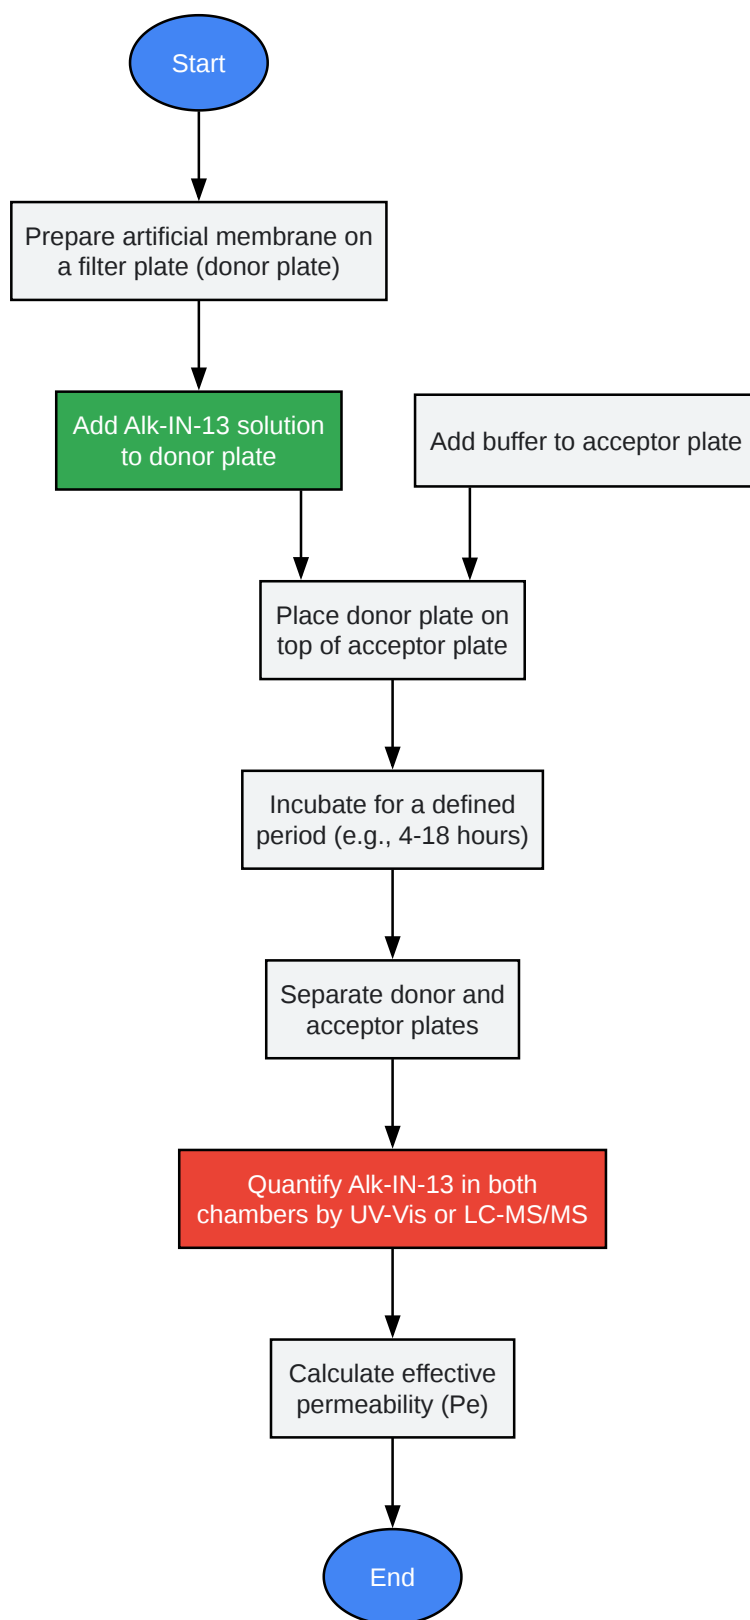 Start
Prepare artificial membrane on
a filter plate (donor plate)
Add Alk-IN-13 solution
to donor plate
Add buffer to acceptor plate
Place donor plate on
top of acceptor plate
Incubate for a defined
period (e.g., 4-18 hours)
Separate donor and
acceptor plates
Quantify Alk-IN-13 in both
chambers by UV-Vis or LC-MS/MS
Calculate effective
permeability (Pe)
End